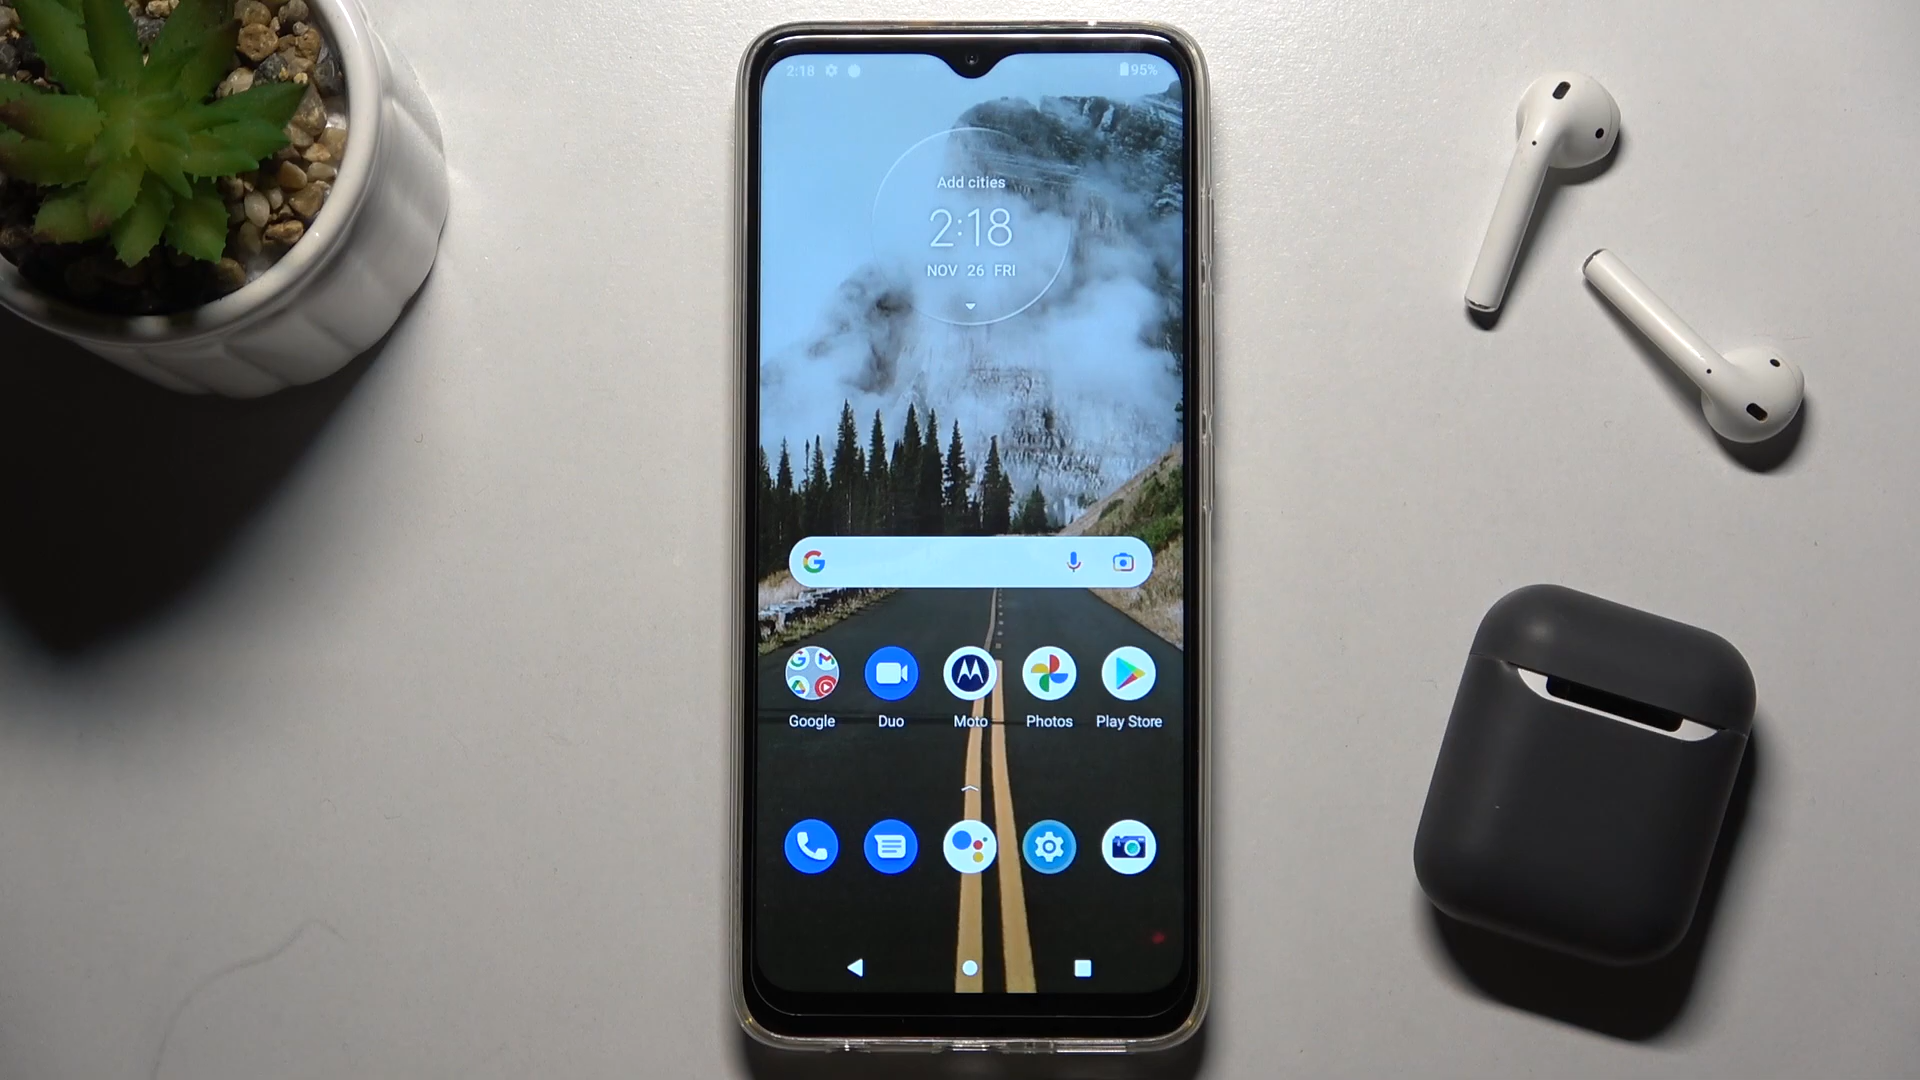 2:18
95%
Add cities
2:18
NOV 26 FRI
Google
Duo
Moto
Photos
Play Store